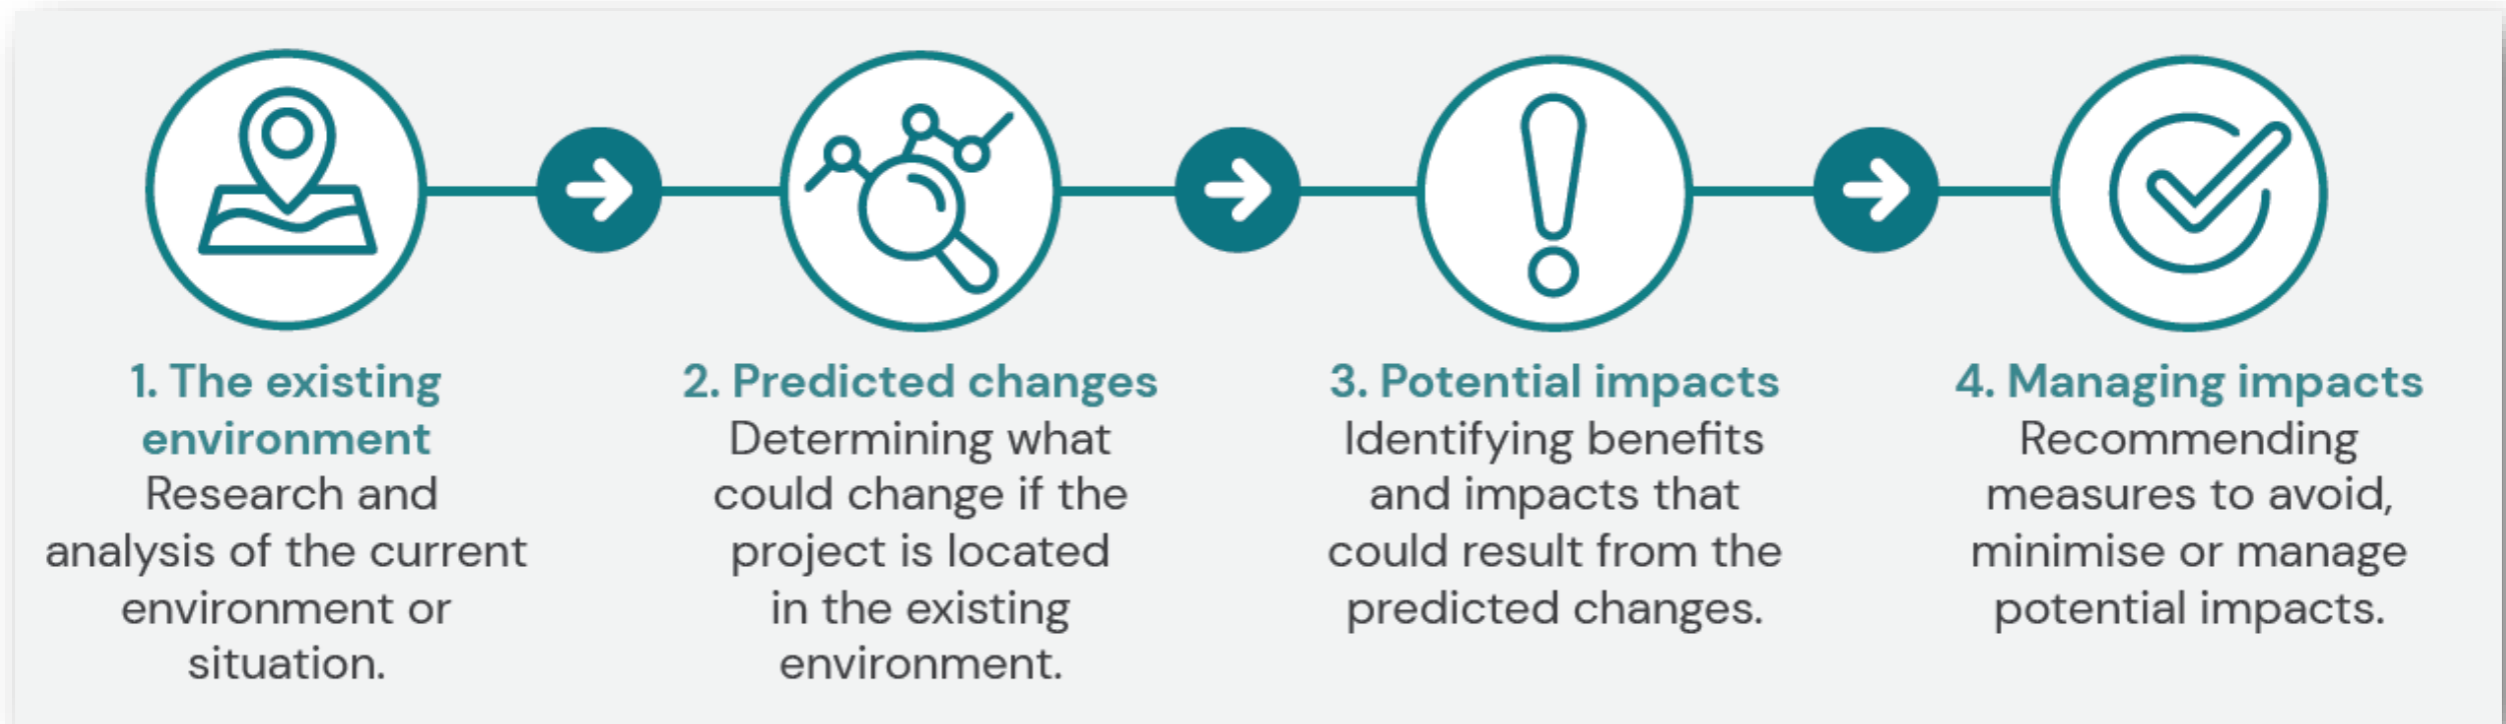 1. The existing
environment
Research and
analysis of the current
environment or
situation.
2. Predicted changes
Determining what
could change if the
project is located
in the existing
environment.
3. Potential impacts
Identifying benefits
and impacts that
could result from the
predicted changes.
4. Managing impacts
Recommending
measures to avoid,
minimise or manage
potential impacts.